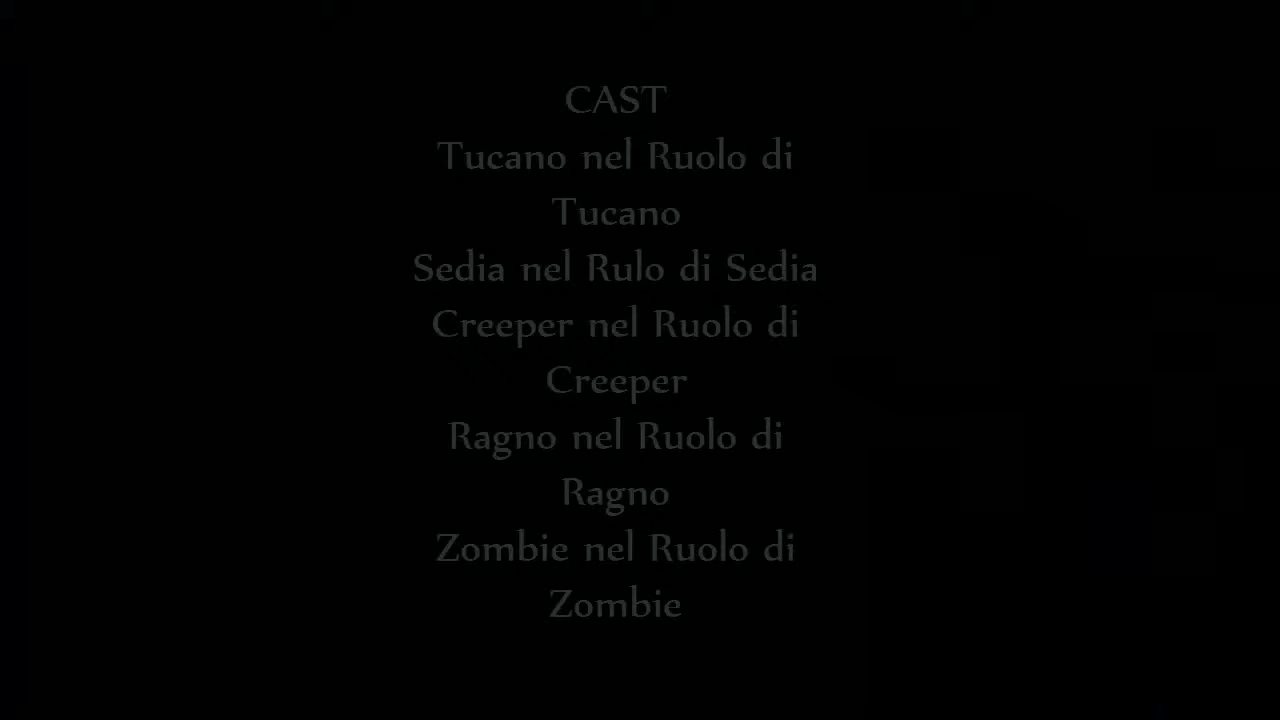 CAST
Tucano nel Ruolo di
Tucano
Sedia nel Rulo di Sedia
Creeper nel Ruolo di
Creeper
Ragno nel Ruolo di
Ragno
Zombie nel Ruolo di
Zombie